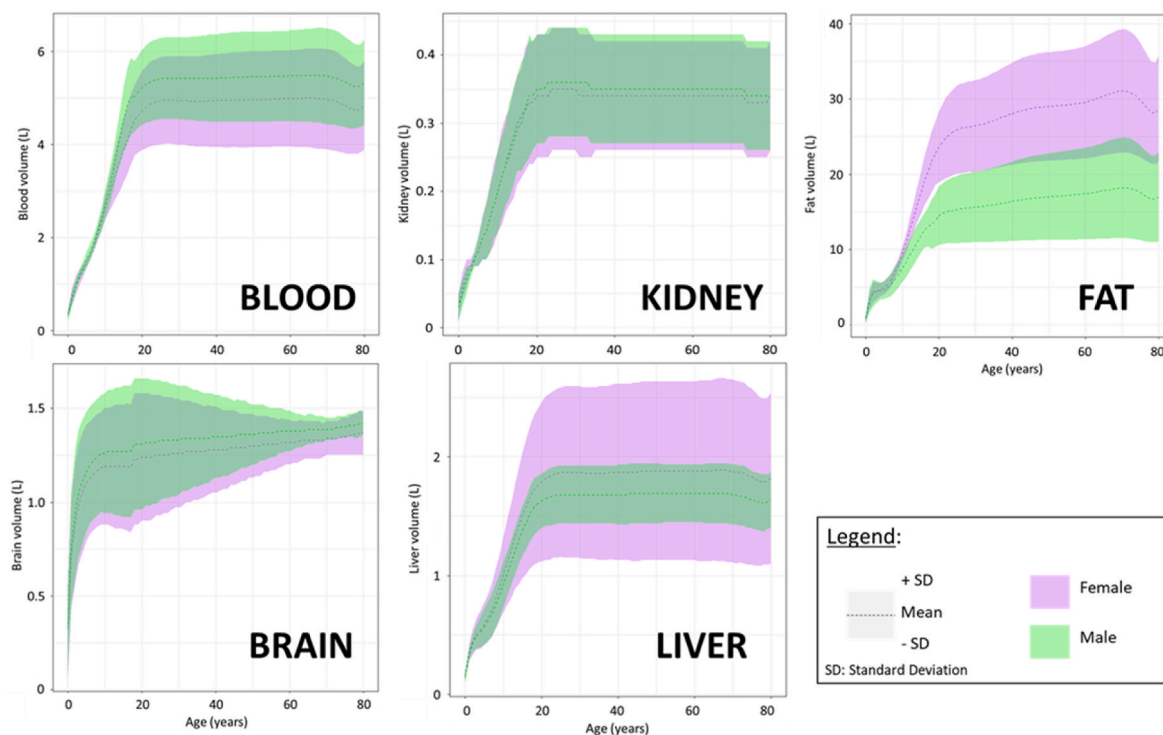 Blood volume (L)
6
4
2
0
0 20 40 60 80
BLOOD
Kidney volume (L)
0.4
0.3
0.2
0.1
0
0 20 40 60 80
KIDNEY
Fat volume (L)
40
30
20
10
0
0 20 40 60 80
Age (years)
FAT
Brain volume (L)
1.5
1.0
0.5
0
0 20 40 60 80
Age (years)
BRAIN
Liver volume (L)
2
1
0
0 20 40 60 80
Age (years)
LIVER
Legend:
+ SD
Mean
- SD
SD: Standard Deviation
Female
Male